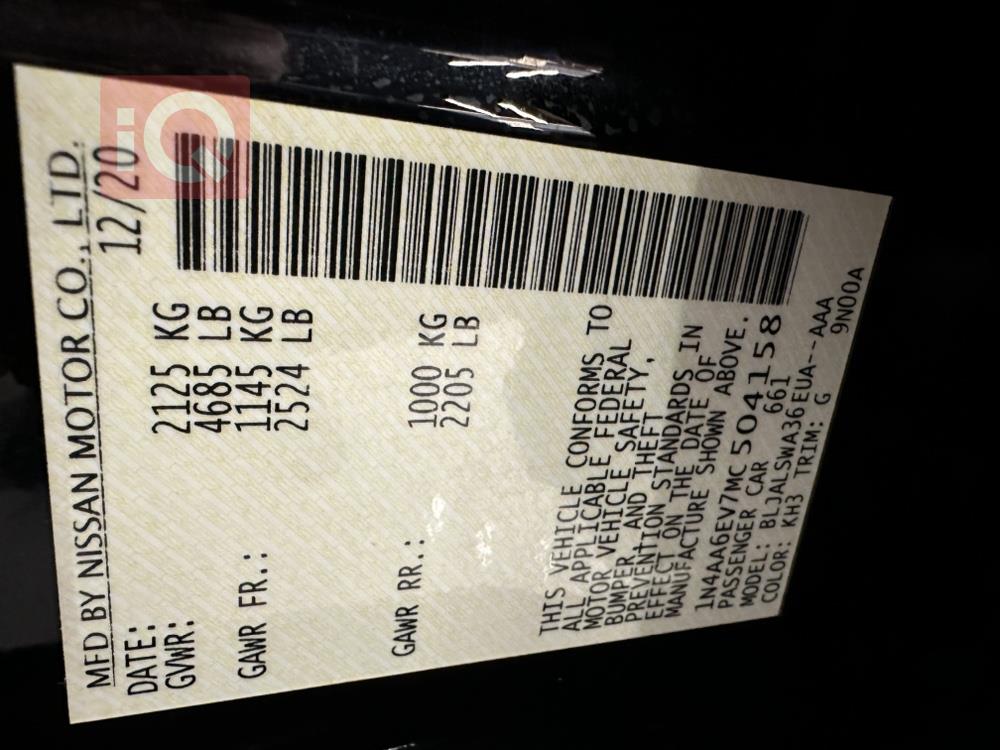 MFD BY NISSAN MOTOR CO., LTD.
DATE: 12/20
GVWR: 2125 KG
4685 LB
GAWR FR.: 1145 KG
2524 LB
GAWR RR.: 1000 KG
2205 LB
THIS VEHICLE CONFORMS TO
ALL APPLICABLE FEDERAL
MOTOR VEHICLE SAFETY,
BUMPER, AND THEFT
PREVENTION STANDARDS IN
EFFECT ON THE DATE OF
MANUFACTURE SHOWN ABOVE.
1N4AA6EV7MC504158
PASSENGER CAR 661
MODEL: BLJALSWA36EUA--AAA
COLOR: KH3 TRIM: G 9N00A
iQ